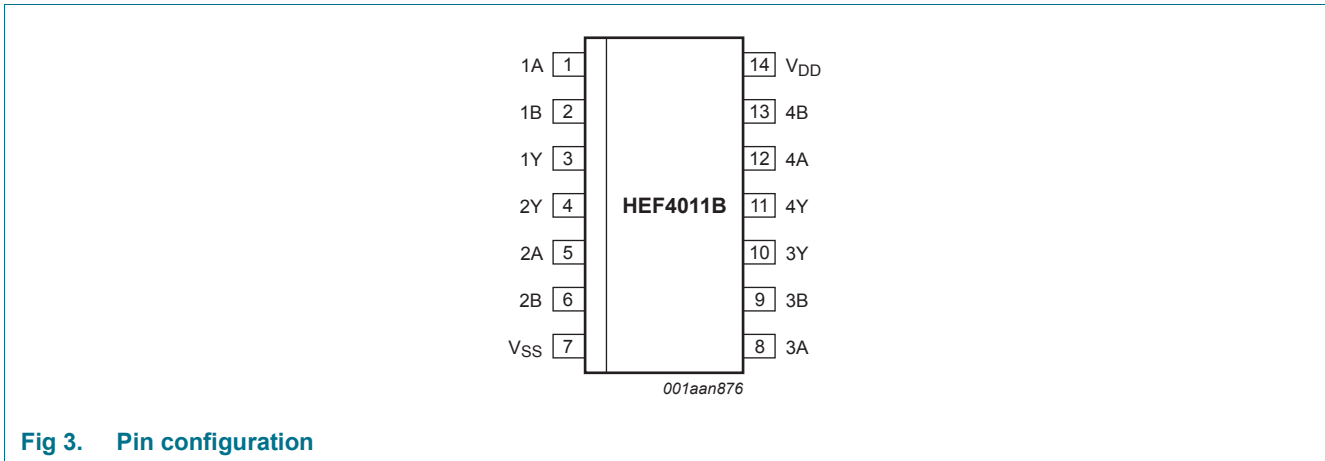 1A 1 14 VDD
1B 2 13 4B
1Y 3 12 4A
2Y 4 HEF4011B 11 4Y
2A 5 10 3Y
2B 6 9 3B
VSS 7 8 3A
001aan876
Fig 3. Pin configuration